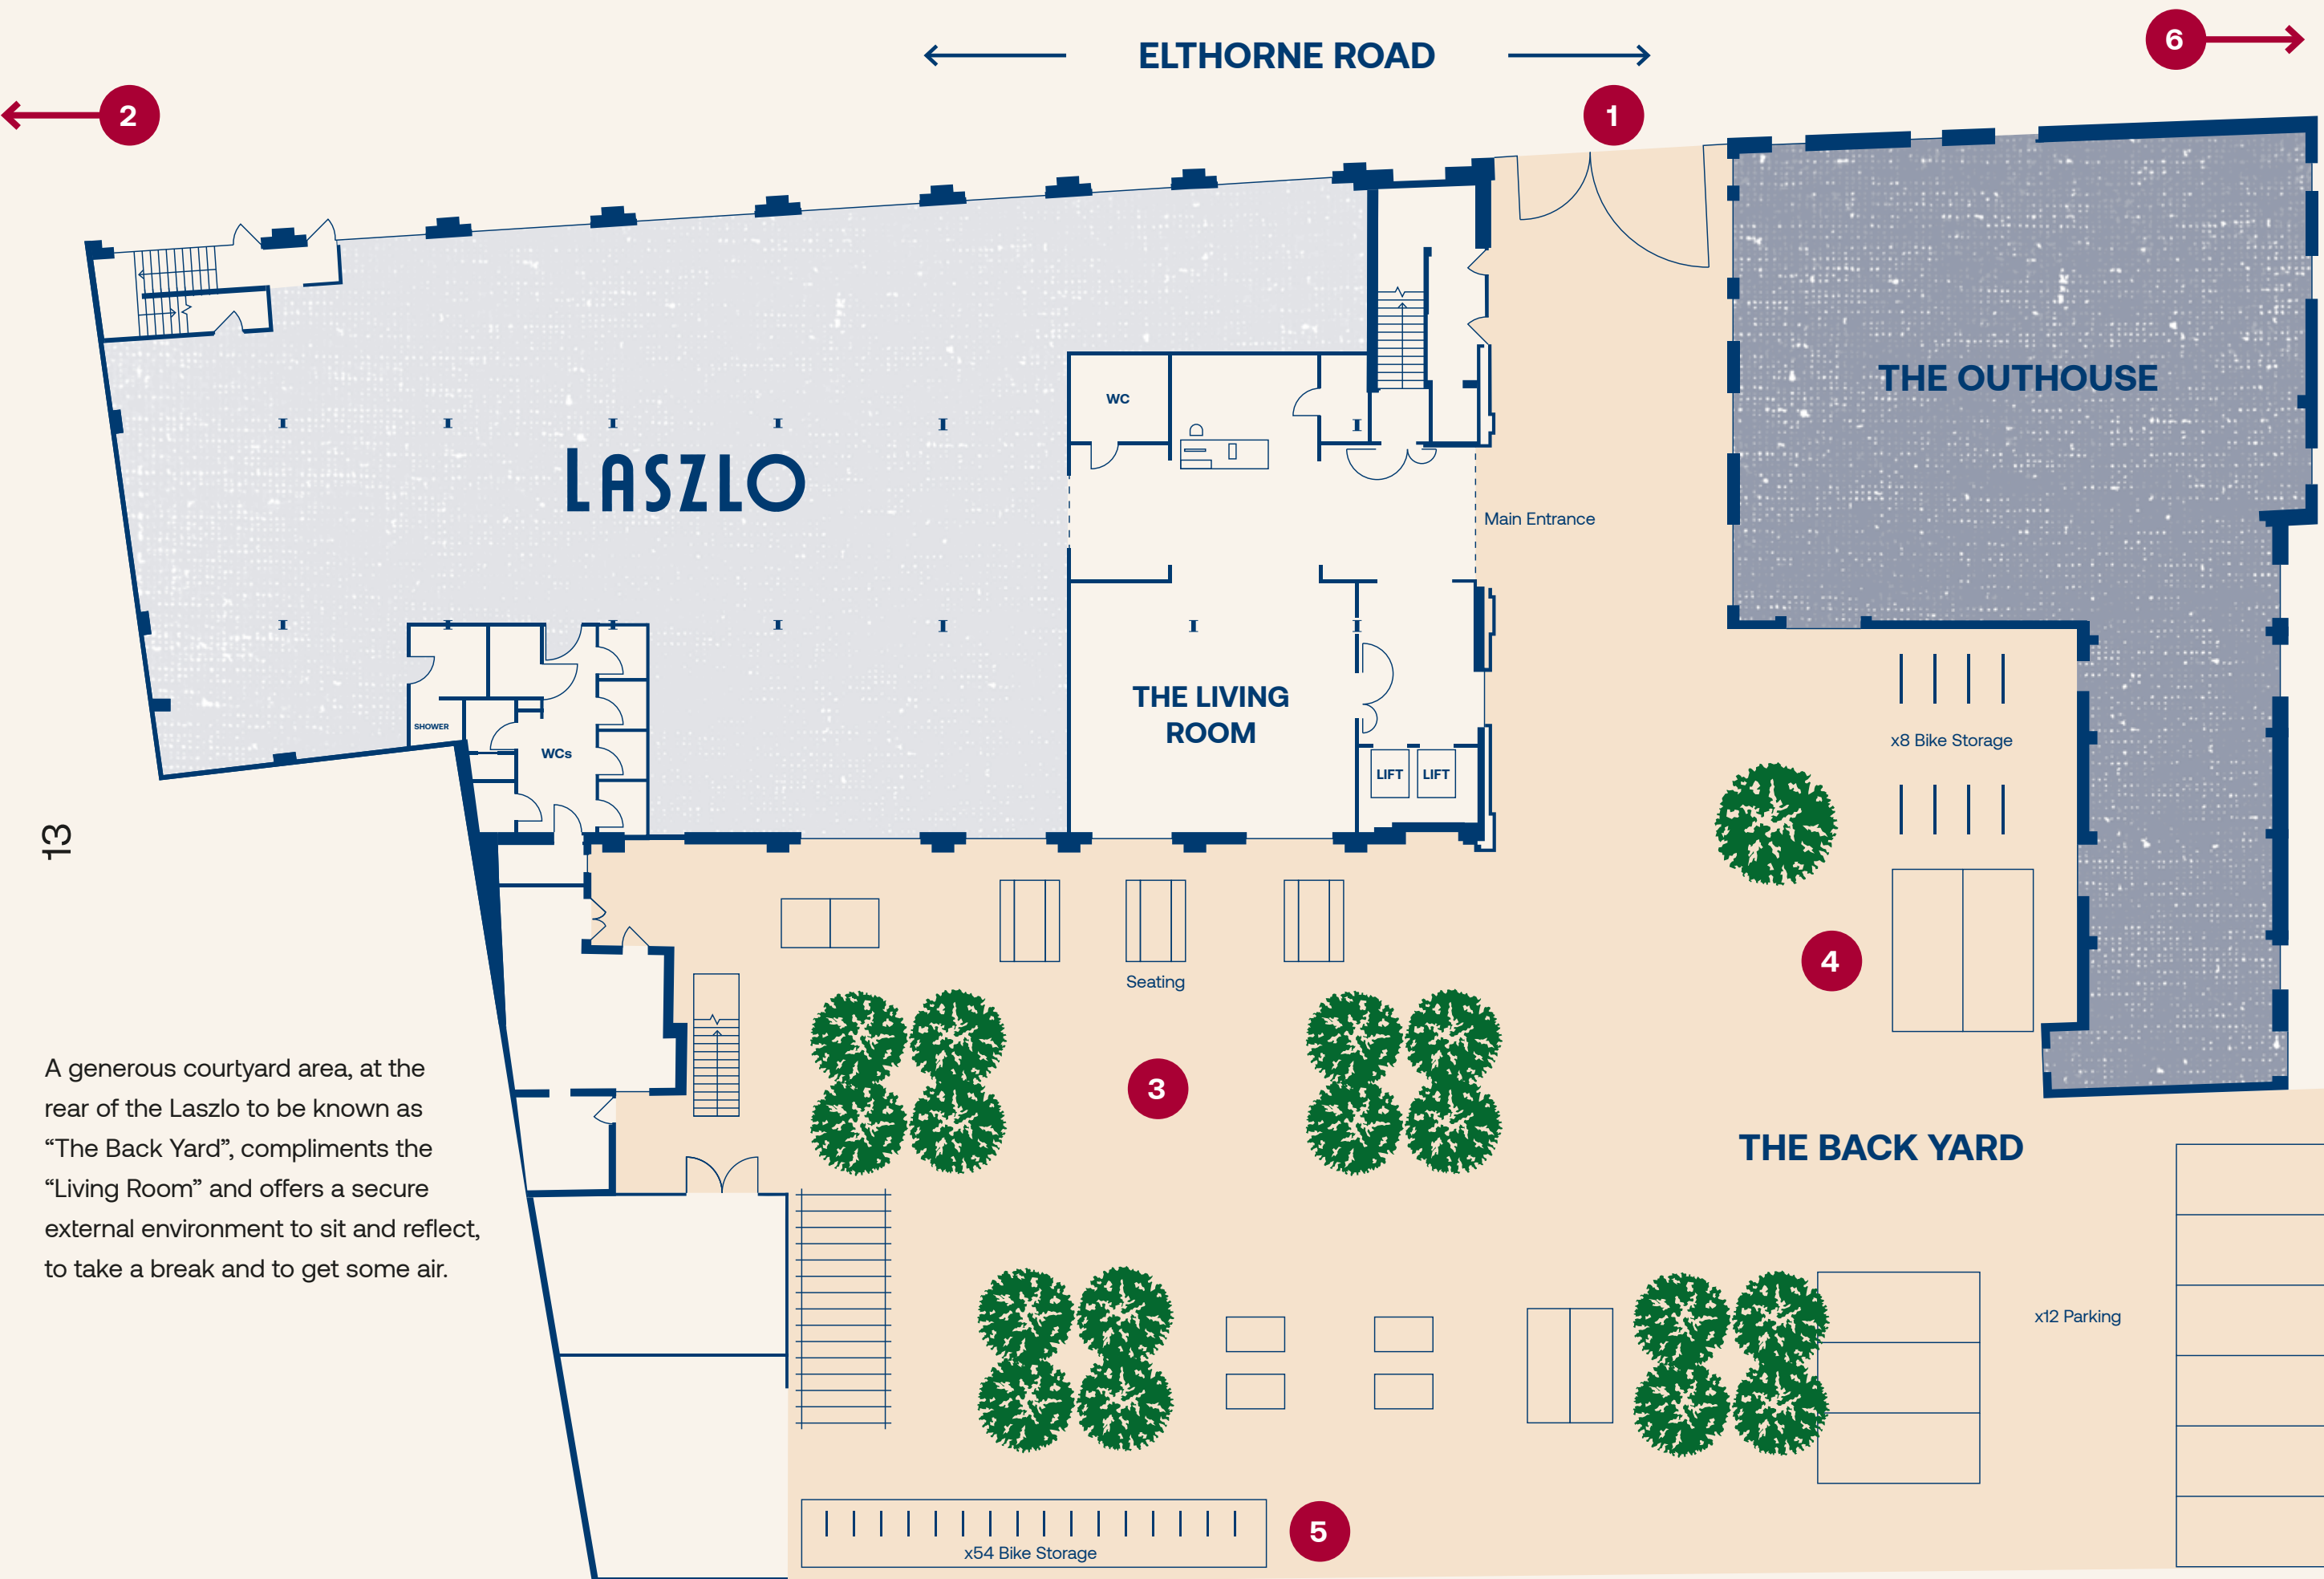 ELTHORNE ROAD
6
2
1
THE OUTHOUSE
WC
LASZLO
Main Entrance
THE LIVING
ROOM
SHOWER
WCs
LIFT
LIFT
x8 Bike Storage
13
4
Seating
3
A generous courtyard area, at the
rear of the Laszlo to be known as
“The Back Yard”, compliments the
“Living Room” and offers a secure
external environment to sit and reflect,
to take a break and to get some air.
THE BACK YARD
x12 Parking
5
x54 Bike Storage